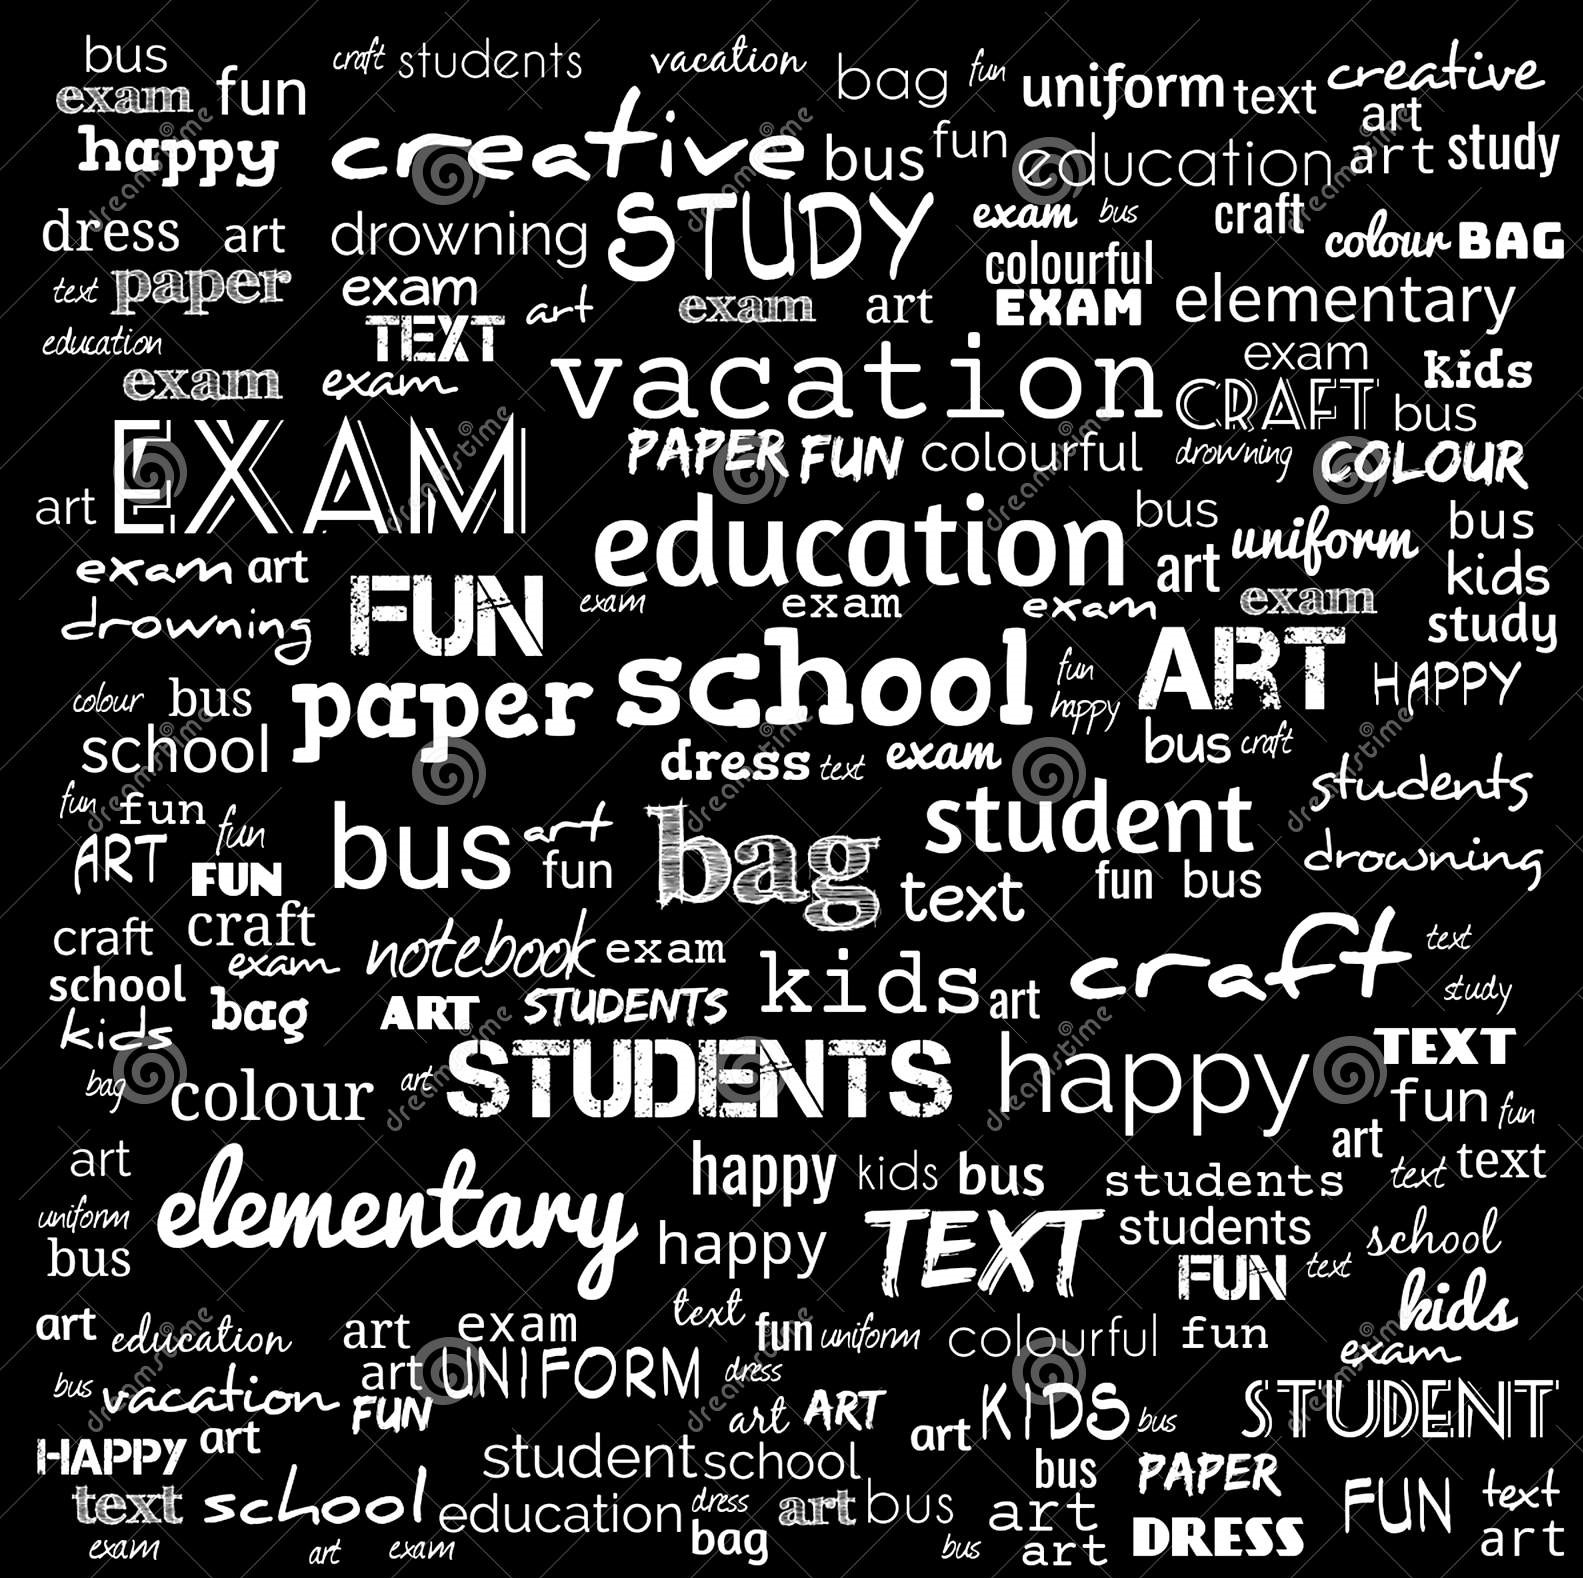 bus craft students vacation bag fun uniform text creative
exam fun art
happy creative bus fun education art study
dress art drowning STUDY exam bus craft colour BAG
text paper exam art exam art colourful EXAM elementary
education TEXT vacation exam kids
exam exam CRAFT bus
EXAM PAPER FUN colourful drowning COLOUR
art education bus uniform bus
exam art FUN exam exam exam art exam kids
drowning school fun ART study
colour bus paper happy HAPPY
school dress text exam bus craft students
fun fun fun bus art bag student drowning
ART FUN fun text fun bus
craft craft notebook exam kids craft text
school exam bag ART STUDENTS art study
kids STUDENTS happy TEXT
bag colour art fun fun
art elementary happy kids bus students art text text
uniform happy TEXT students school
bus FUN text kids
art education art exam text fun uniform colourful fun exam
bus vacation art UNIFORM dress KIDS bus STUDENT
FUN art ART art
HAPPY art student school bus PAPER
text school education dress art bus art FUN text
exam art exam bag bus art DRESS art
dreamstime